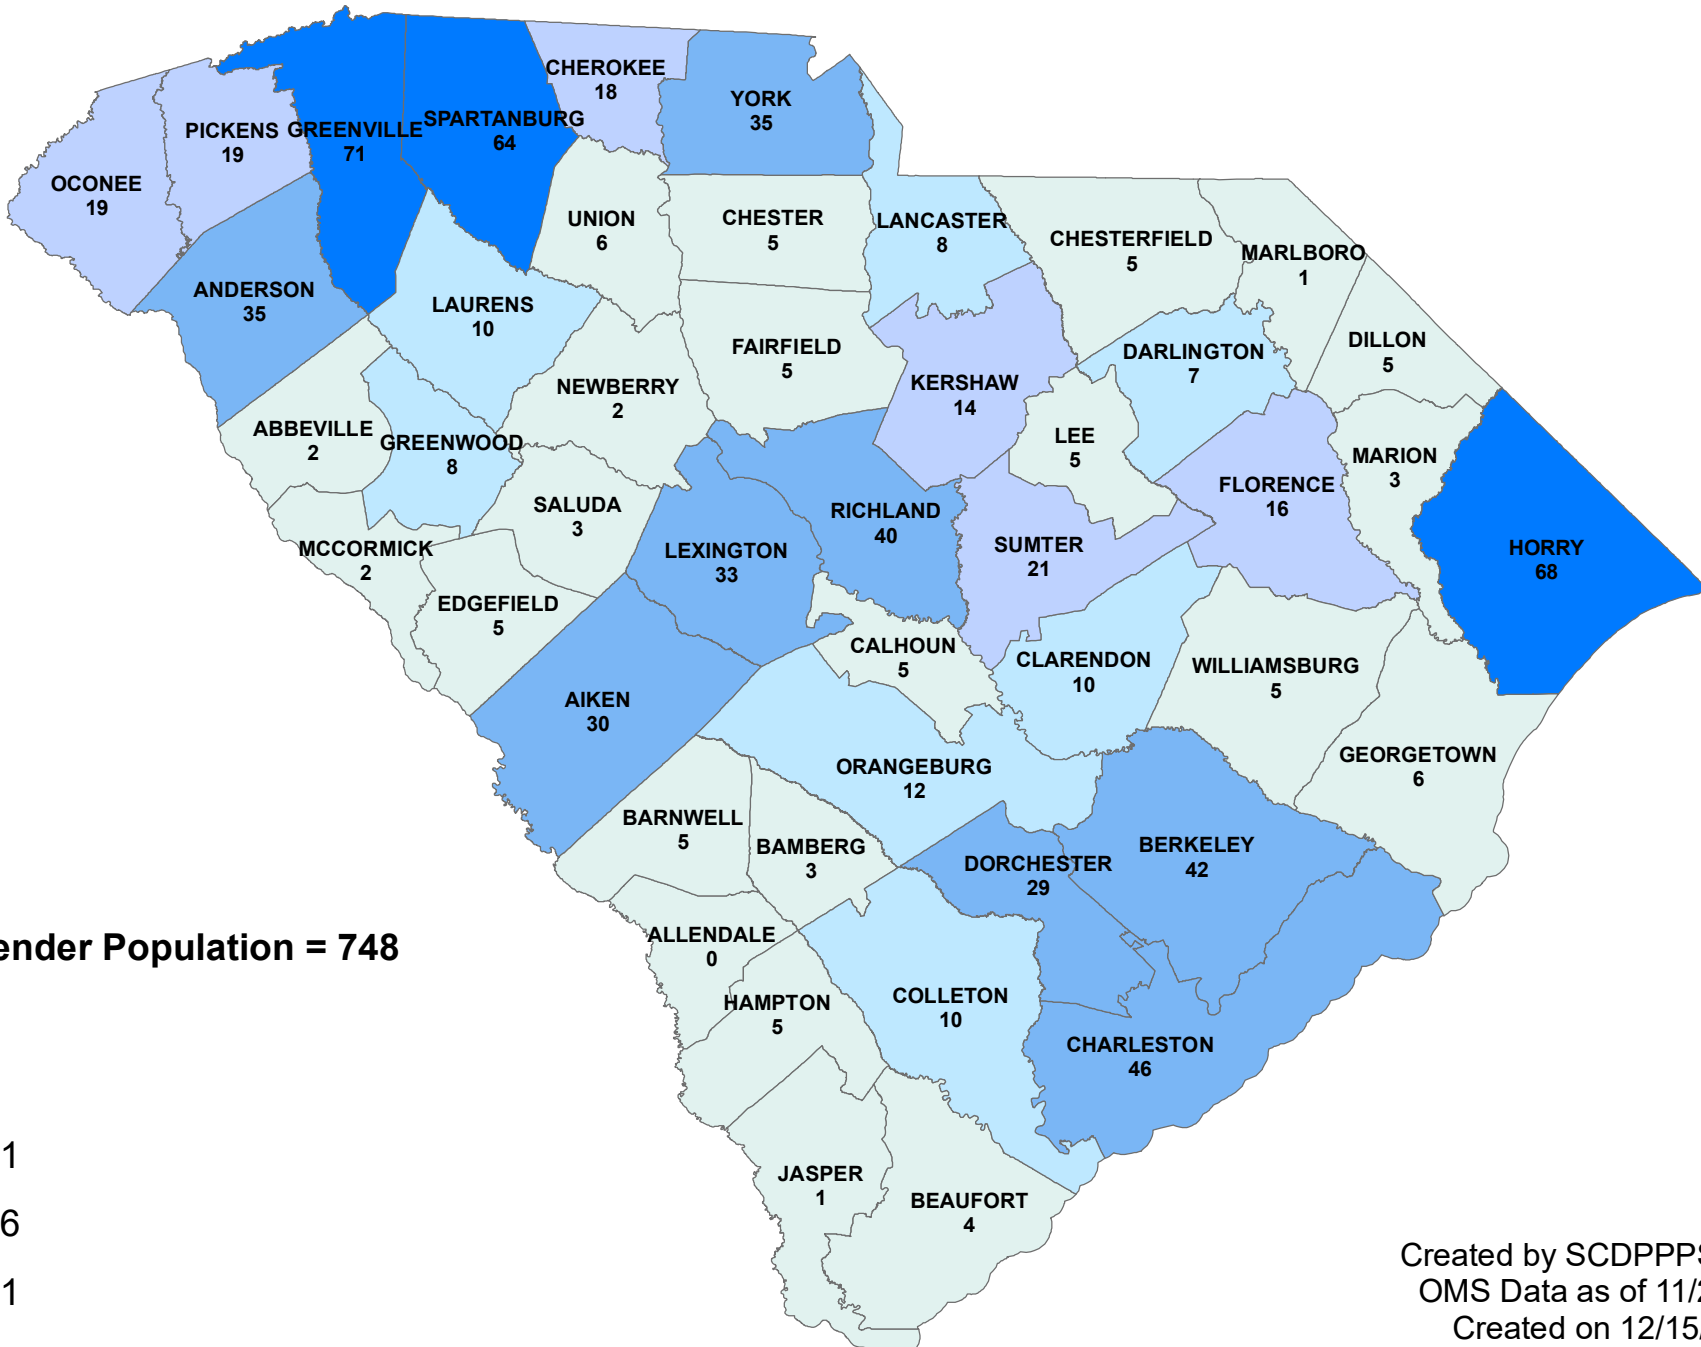 CHEROKEE
18
YORK
35
SPARTANBURG
64
PICKENS
19
GREENVILLE
71
OCONEE
19
UNION
6
CHESTER
5
LANCASTER
8
CHESTERFIELD
5
MARLBORO
1
ANDERSON
35
LAURENS
10
FAIRFIELD
5
DARLINGTON
7
DILLON
5
NEWBERRY
2
KERSHAW
14
ABBEVILLE
2
GREENWOOD
8
LEE
5
MARION
3
FLORENCE
16
SALUDA
3
RICHLAND
40
MCCORMICK
2
LEXINGTON
33
SUMTER
21
HORRY
68
EDGEFIELD
5
CALHOUN
5
CLARENDON
10
WILLIAMSBURG
5
AIKEN
30
ORANGEBURG
12
GEORGETOWN
6
BARNWELL
5
BAMBERG
3
DORCHESTER
29
BERKELEY
42
ALLENDALE
0
ender Population = 748
HAMPTON
5
COLLETON
10
CHARLESTON
46
1
JASPER
1
BEAUFORT
4
6
1
Created by SCDPPPS
OMS Data as of 11/2
Created on 12/15/